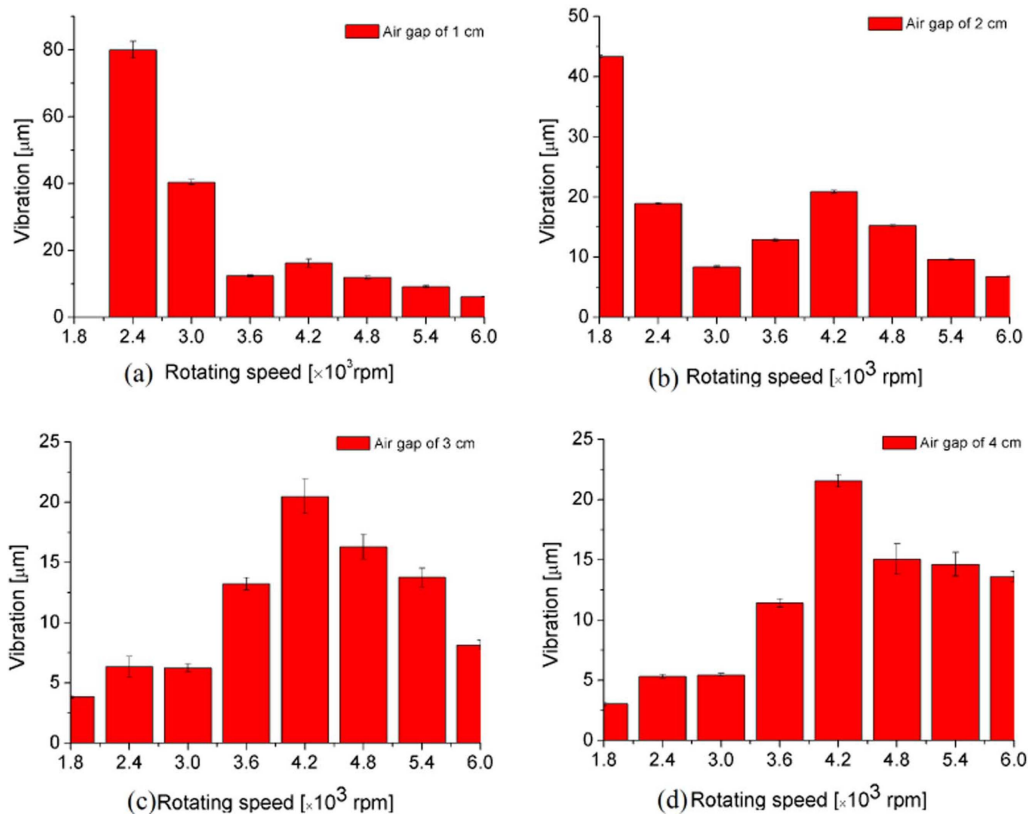 Air gap of 1 cm
Vibration [μm]
80
60
40
20
0
1.8 2.4 3.0 3.6 4.2 4.8 5.4 6.0
(a) Rotating speed [×10³rpm]
Air gap of 2 cm
Vibration [μm]
50
40
30
20
10
0
1.8 2.4 3.0 3.6 4.2 4.8 5.4 6.0
(b) Rotating speed [×10³ rpm]
Air gap of 3 cm
Vibration [μm]
25
20
15
10
5
0
1.8 2.4 3.0 3.6 4.2 4.8 5.4 6.0
(c) Rotating speed [×10³ rpm]
Air gap of 4 cm
Vibration [μm]
25
20
15
10
5
0
1.8 2.4 3.0 3.6 4.2 4.8 5.4 6.0
(d) Rotating speed [×10³ rpm]